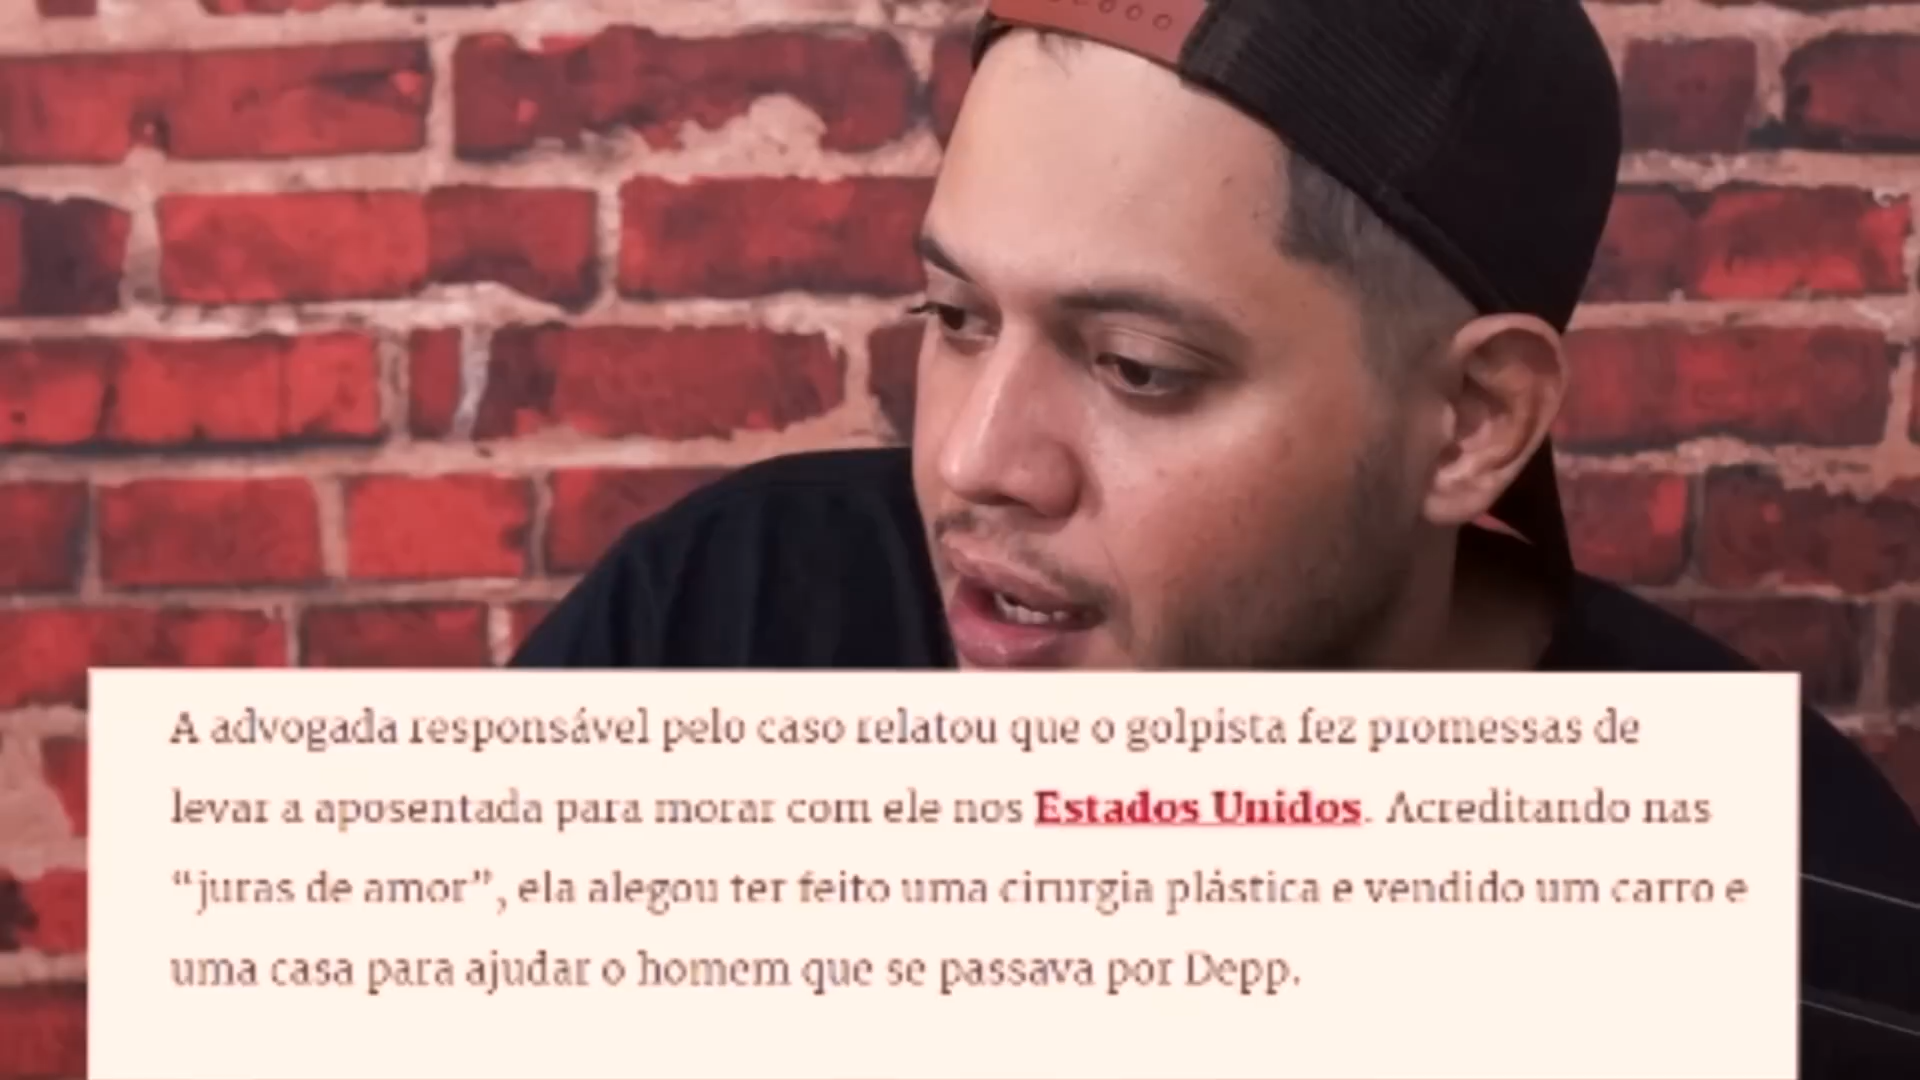 A advogada responsável pelo caso relatou que o golpista fez promessas de
levar a aposentada para morar com ele nos Estados Unidos. Acreditando nas
“juras de amor”, ela alegou ter feito uma cirurgia plástica e vendido um carro e
uma casa para ajudar o homem que se passava por Depp.